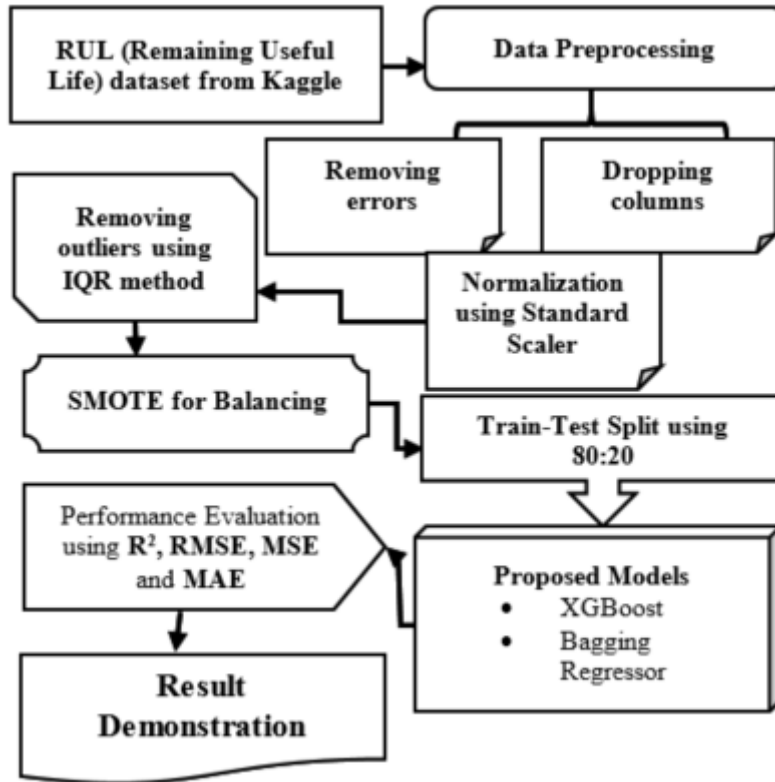 RUL (Remaining Useful
Life) dataset from Kaggle
Data Preprocessing
Removing
errors
Dropping
columns
Normalization
using Standard
Scaler
Removing
outliers using
IQR method
SMOTE for Balancing
Train-Test Split using
80:20
Proposed Models
• XGBoost
• Bagging
Regressor
Performance Evaluation
using R², RMSE, MSE
and MAE
Result
Demonstration